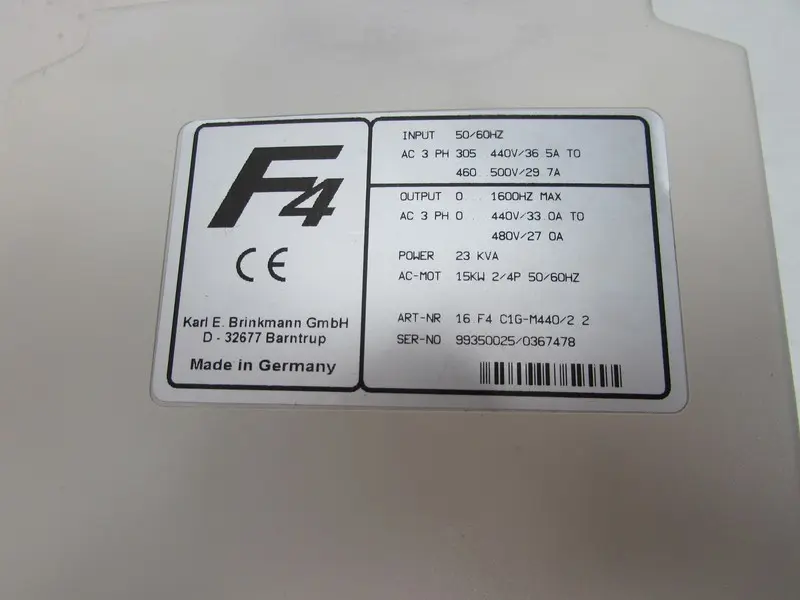 F4
CE
Karl E. Brinkmann GmbH
D - 32677 Barntrup
Made in Germany
INPUT 50/60HZ
AC 3 PH 305 440V/36 5A TO
460 500V/29 7A
OUTPUT 0 1600HZ MAX
AC 3 PH 0 440V/33 0A TO
480V/27 0A
POWER 23 KVA
AC-MOT 15KW 2/4P 50/60HZ
ART-NR 16 F4 C1G-M440/2 2
SER-NO 99350025/0367478